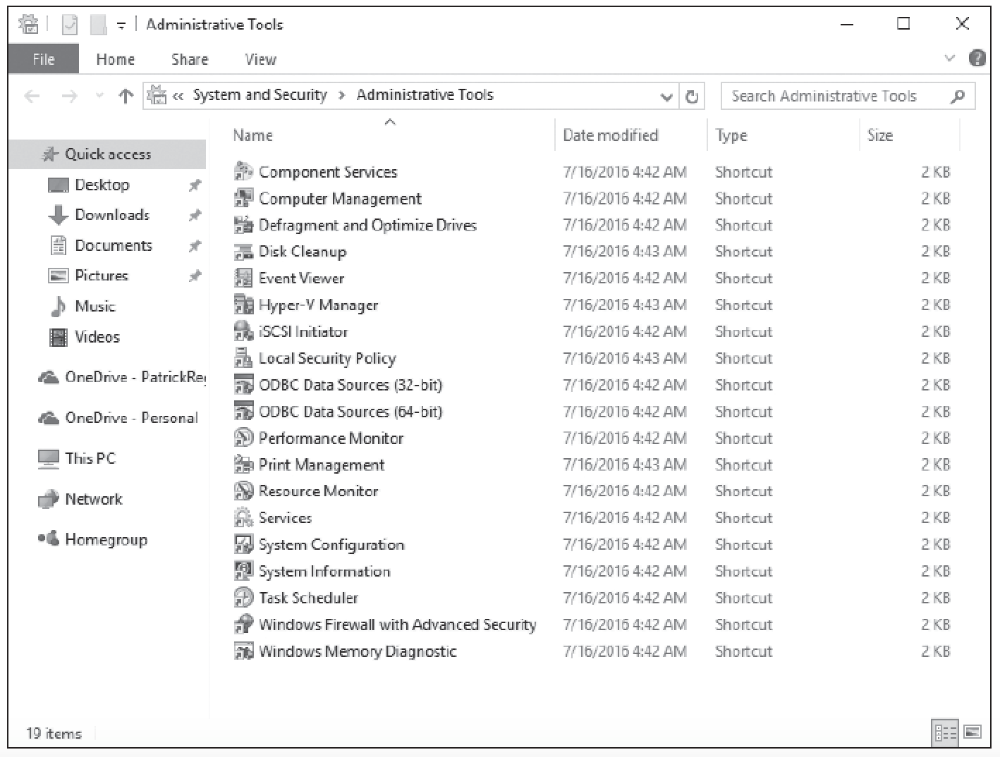 Administrative Tools
File Home Share View
« System and Security > Administrative Tools Search Administrative Tools
Name Date modified Type Size
Quick access
Desktop
Downloads
Documents
Pictures
Music
Videos
OneDrive - PatrickReg
OneDrive - Personal
This PC
Network
Homegroup
Component Services 7/16/2016 4:42 AM Shortcut 2 KB
Computer Management 7/16/2016 4:42 AM Shortcut 2 KB
Defragment and Optimize Drives 7/16/2016 4:42 AM Shortcut 2 KB
Disk Cleanup 7/16/2016 4:43 AM Shortcut 2 KB
Event Viewer 7/16/2016 4:42 AM Shortcut 2 KB
Hyper-V Manager 7/16/2016 4:43 AM Shortcut 2 KB
iSCSI Initiator 7/16/2016 4:42 AM Shortcut 2 KB
Local Security Policy 7/16/2016 4:43 AM Shortcut 2 KB
ODBC Data Sources (32-bit) 7/16/2016 4:42 AM Shortcut 2 KB
ODBC Data Sources (64-bit) 7/16/2016 4:42 AM Shortcut 2 KB
Performance Monitor 7/16/2016 4:42 AM Shortcut 2 KB
Print Management 7/16/2016 4:43 AM Shortcut 2 KB
Resource Monitor 7/16/2016 4:42 AM Shortcut 2 KB
Services 7/16/2016 4:42 AM Shortcut 2 KB
System Configuration 7/16/2016 4:42 AM Shortcut 2 KB
System Information 7/16/2016 4:42 AM Shortcut 2 KB
Task Scheduler 7/16/2016 4:42 AM Shortcut 2 KB
Windows Firewall with Advanced Security 7/16/2016 4:42 AM Shortcut 2 KB
Windows Memory Diagnostic 7/16/2016 4:42 AM Shortcut 2 KB
19 items